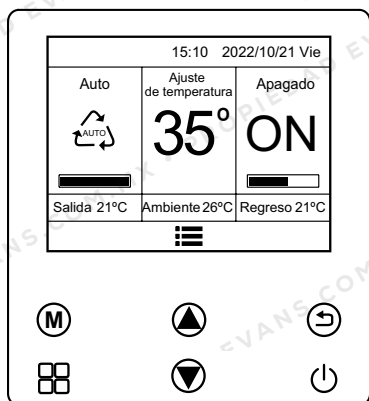 15:10 2022/10/21 Vie
Auto
Ajuste
de temperatura
Apagado
AUTO
35°
ON
Salida 21ºC
Ambiente 26ºC
Regreso 21ºC
M